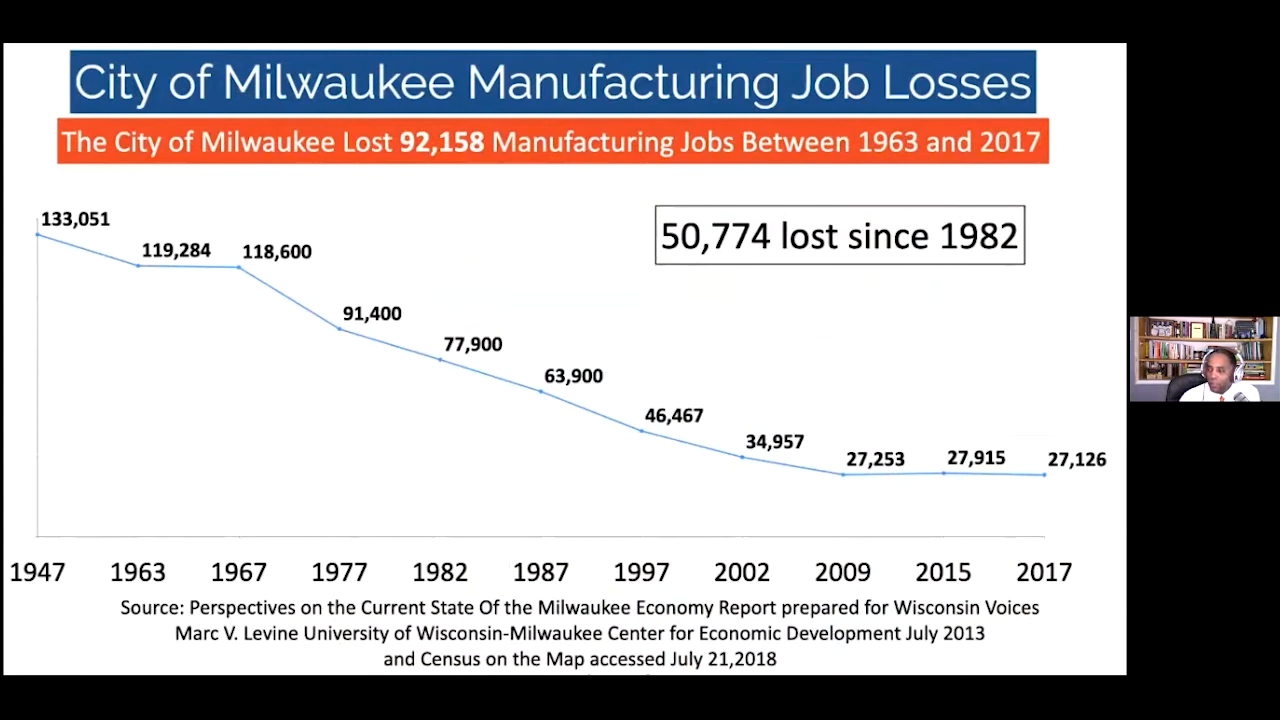 City of Milwaukee Manufacturing Job Losses
The City of Milwaukee Lost 92,158 Manufacturing Jobs Between 1963 and 2017
50,774 lost since 1982
133,051
119,284
118,600
91,400
77,900
63,900
46,467
34,957
27,253
27,915
27,126
1947 1963 1967 1977 1982 1987 1997 2002 2009 2015 2017
Source: Perspectives on the Current State Of the Milwaukee Economy Report prepared for Wisconsin Voices
Marc V. Levine University of Wisconsin-Milwaukee Center for Economic Development July 2013
and Census on the Map accessed July 21,2018